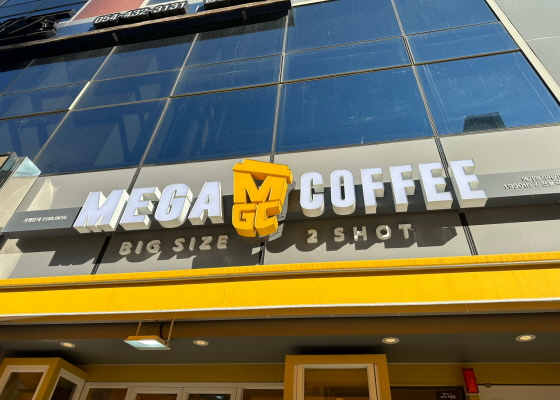 054-432-3131
MEGA MGC COFFEE
BIG SIZE 2 SHOT